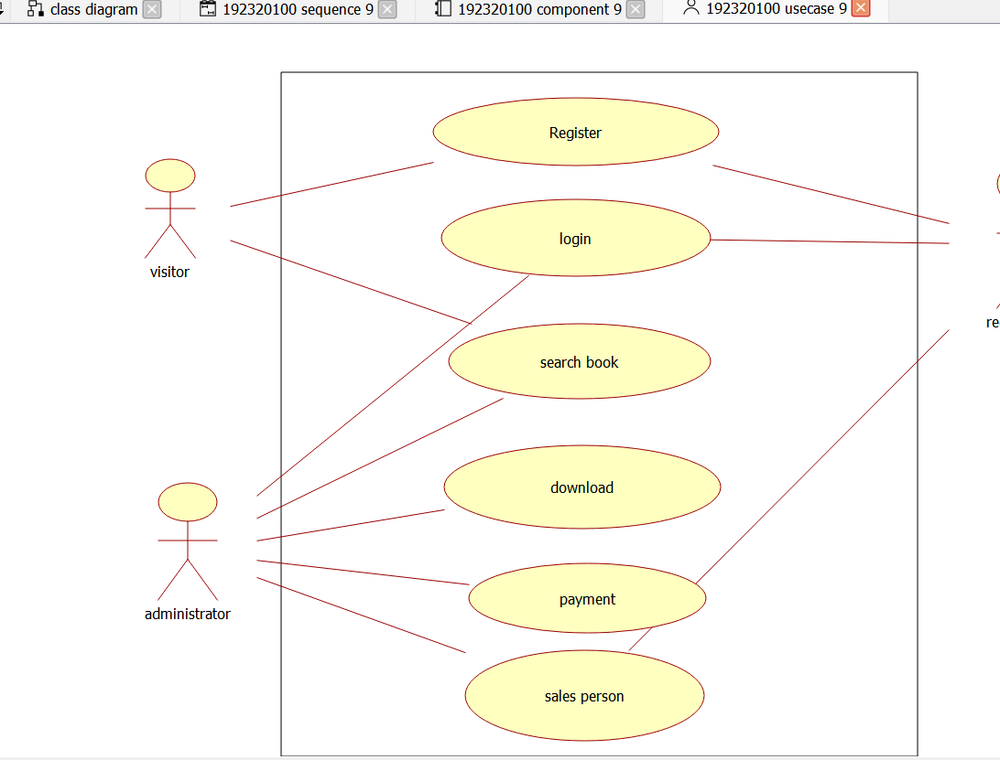 class diagram
192320100 sequence 9
192320100 component 9
192320100 usecase 9
Register
login
visitor
re
search book
download
payment
administrator
sales person